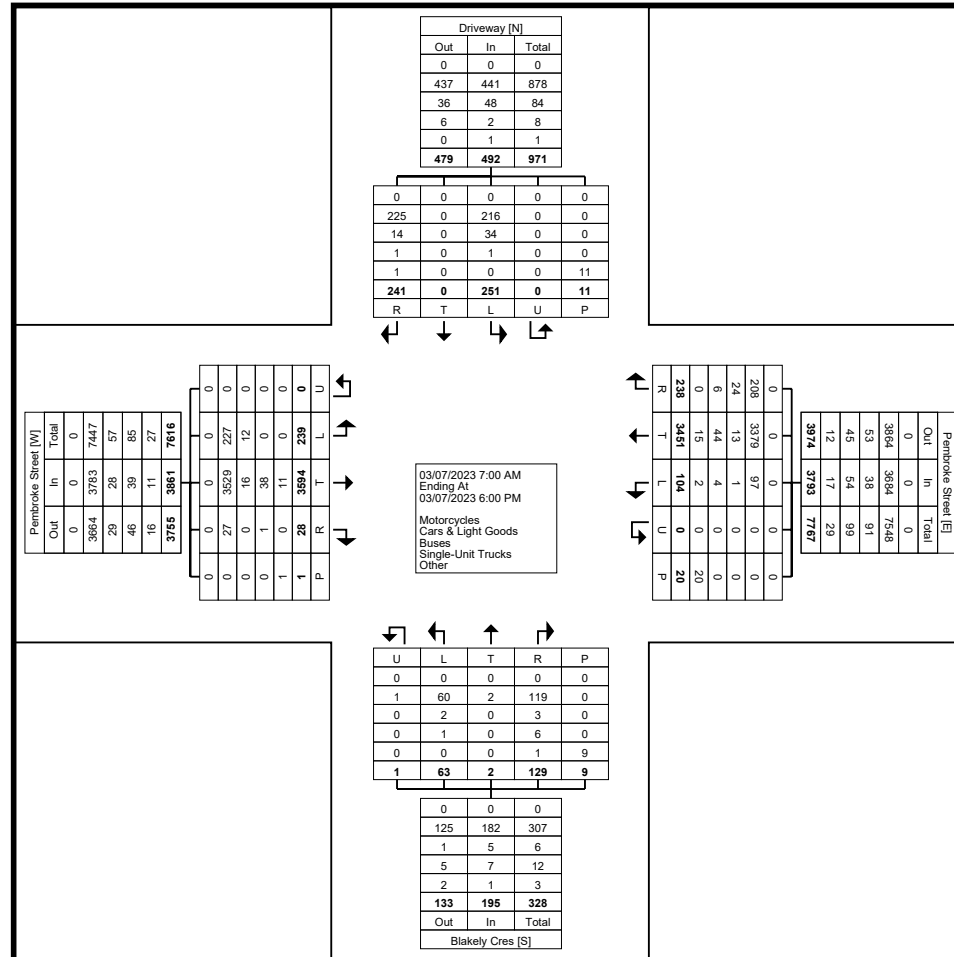 Driveway [N]
Out In Total
0 0 0
437 441 878
36 48 84
6 2 8
0 1 1
479 492 971
0 0 0 0 0
225 0 216 0 0
14 0 34 0 0
1 0 1 0 0
1 0 0 0 11
241 0 251 0 11
R T L U P
Pembroke Street [W]
Out In Total
0 0 0
3664 3783 7447
29 28 57
46 39 85
16 11 27
3755 3861 7616
0 0 0 0 0
0 27 3529 227 0
0 0 16 12 0
0 1 38 0 0
1 0 11 0 0
1 28 3594 239 0
P R T L U
03/07/2023 7:00 AM
Ending At
03/07/2023 6:00 PM
Motorcycles
Cars & Light Goods
Buses
Single-Unit Trucks
Other
Pembroke Street [E]
Out In Total
0 0 0
3864 3684 7548
53 38 91
45 54 99
12 17 29
3974 3793 7767
0 0 0 0 0
208 3379 97 0 0
24 13 1 0 0
6 44 4 0 0
0 15 2 0 20
238 3451 104 0 20
R T L U P
U L T R P
0 0 0 0 0
1 60 2 119 0
0 2 0 3 0
0 1 0 6 0
0 0 0 1 9
1 63 2 129 9
0 0 0
125 182 307
1 5 6
5 7 12
2 1 3
133 195 328
Out In Total
Blakely Cres [S]